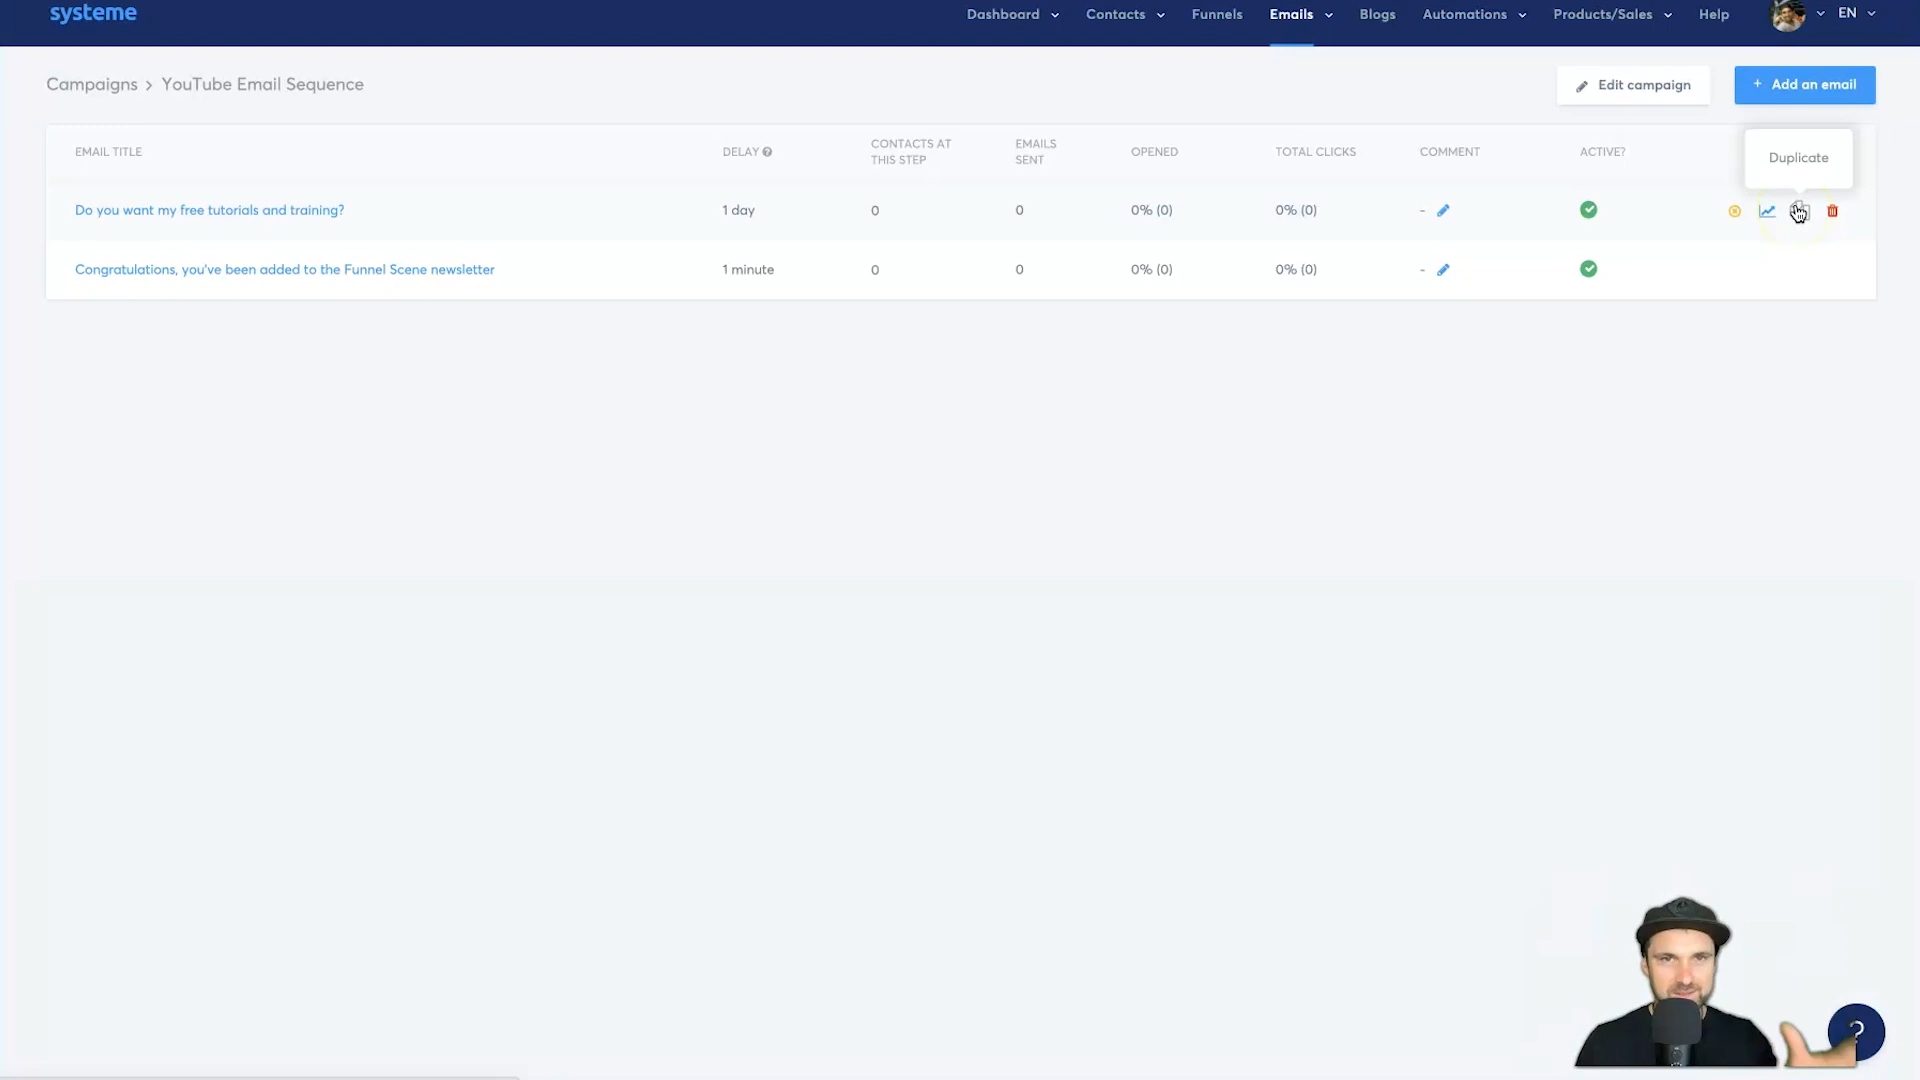 systeme
Dashboard Contacts Funnels Emails Blogs Automations Products/Sales Help EN
Campaigns > YouTube Email Sequence
Edit campaign
+ Add an email
EMAIL TITLE
DELAY ?
CONTACTS AT
THIS STEP
EMAILS
SENT
OPENED
TOTAL CLICKS
COMMENT
ACTIVE?
Duplicate
Do you want my free tutorials and training? 1 day 0 0 0% (0) 0% (0) -
Congratulations, you've been added to the Funnel Scene newsletter 1 minute 0 0 0% (0) 0% (0) -
?